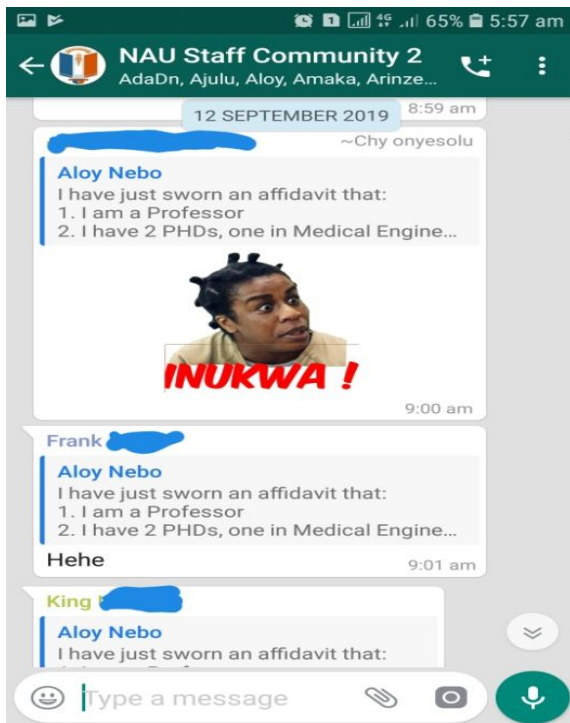 4G 65% 5:57 am
NAU Staff Community 2
AdaDn, Ajulu, Aloy, Amaka, Arinze...
8:59 am
12 SEPTEMBER 2019
~Chy onyesolu
Aloy Nebo
I have just sworn an affidavit that:
1. I am a Professor
2. I have 2 PHDs, one in Medical Engine...
INUKWA !
9:00 am
Frank
Aloy Nebo
I have just sworn an affidavit that:
1. I am a Professor
2. I have 2 PHDs, one in Medical Engine...
Hehe
9:01 am
King
Aloy Nebo
I have just sworn an affidavit that:
Type a message